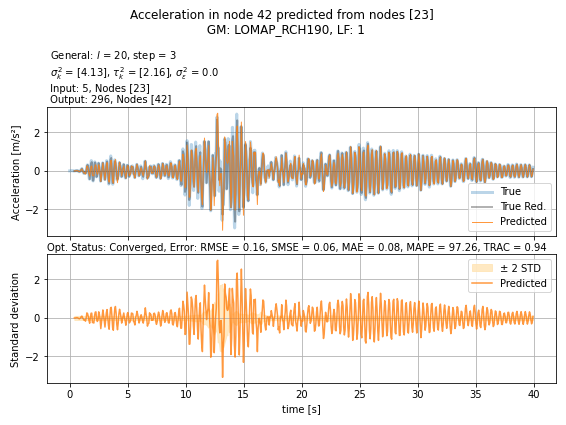 Acceleration in node 42 predicted from nodes [23]
GM: LOMAP_RCH190, LF: 1
General: l = 20, step = 3
σ²ₖ = [4.13], τ²ₖ = [2.16], σ²ε = 0.0
Input: 5, Nodes [23]
Output: 296, Nodes [42]
Acceleration [m/s²]
2
0
−2
True
True Red.
Predicted
Opt. Status: Converged, Error: RMSE = 0.16, SMSE = 0.06, MAE = 0.08, MAPE = 97.26, TRAC = 0.94
Standard deviation
2
0
−2
± 2 STD
Predicted
0 5 10 15 20 25 30 35 40
time [s]